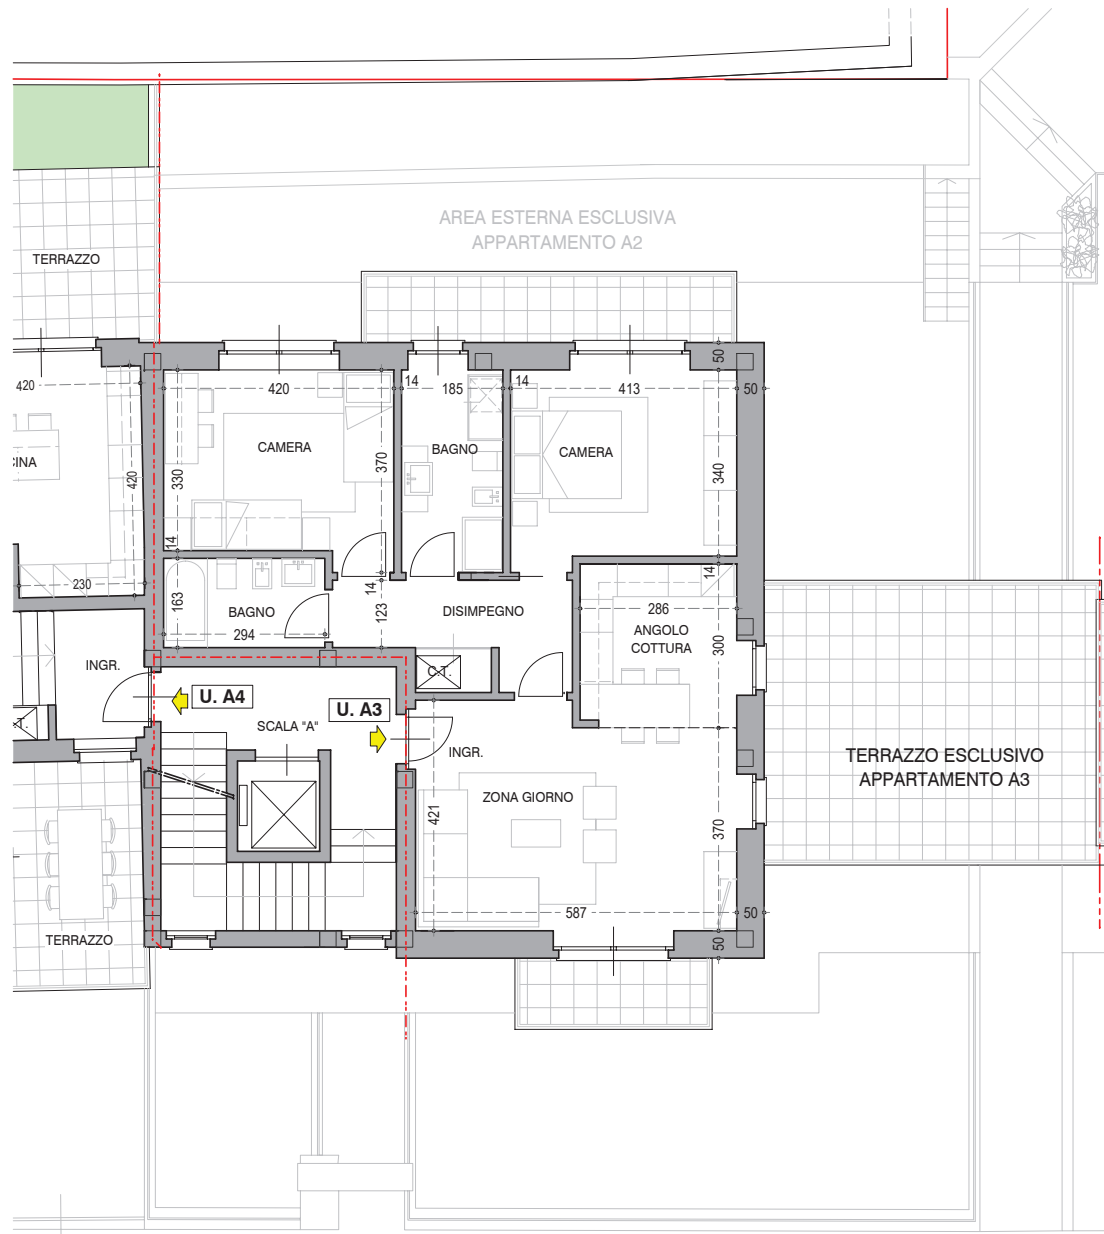 AREA ESTERNA ESCLUSIVA
APPARTAMENTO A2
TERRAZZO
50
420
420
14
185
14
413
50
CAMERA
BAGNO
CAMERA
CINA
420
330
370
340
14
230
163
14
123
14
BAGNO
294
DISIMPEGNO
286
ANGOLO
COTTURA
300
INGR.
C.T.
U. A4
U. A3
SCALA "A"
INGR.
.T.
TERRAZZO ESCLUSIVO
APPARTAMENTO A3
ZONA GIORNO
421
370
587
50
TERRAZZO
50